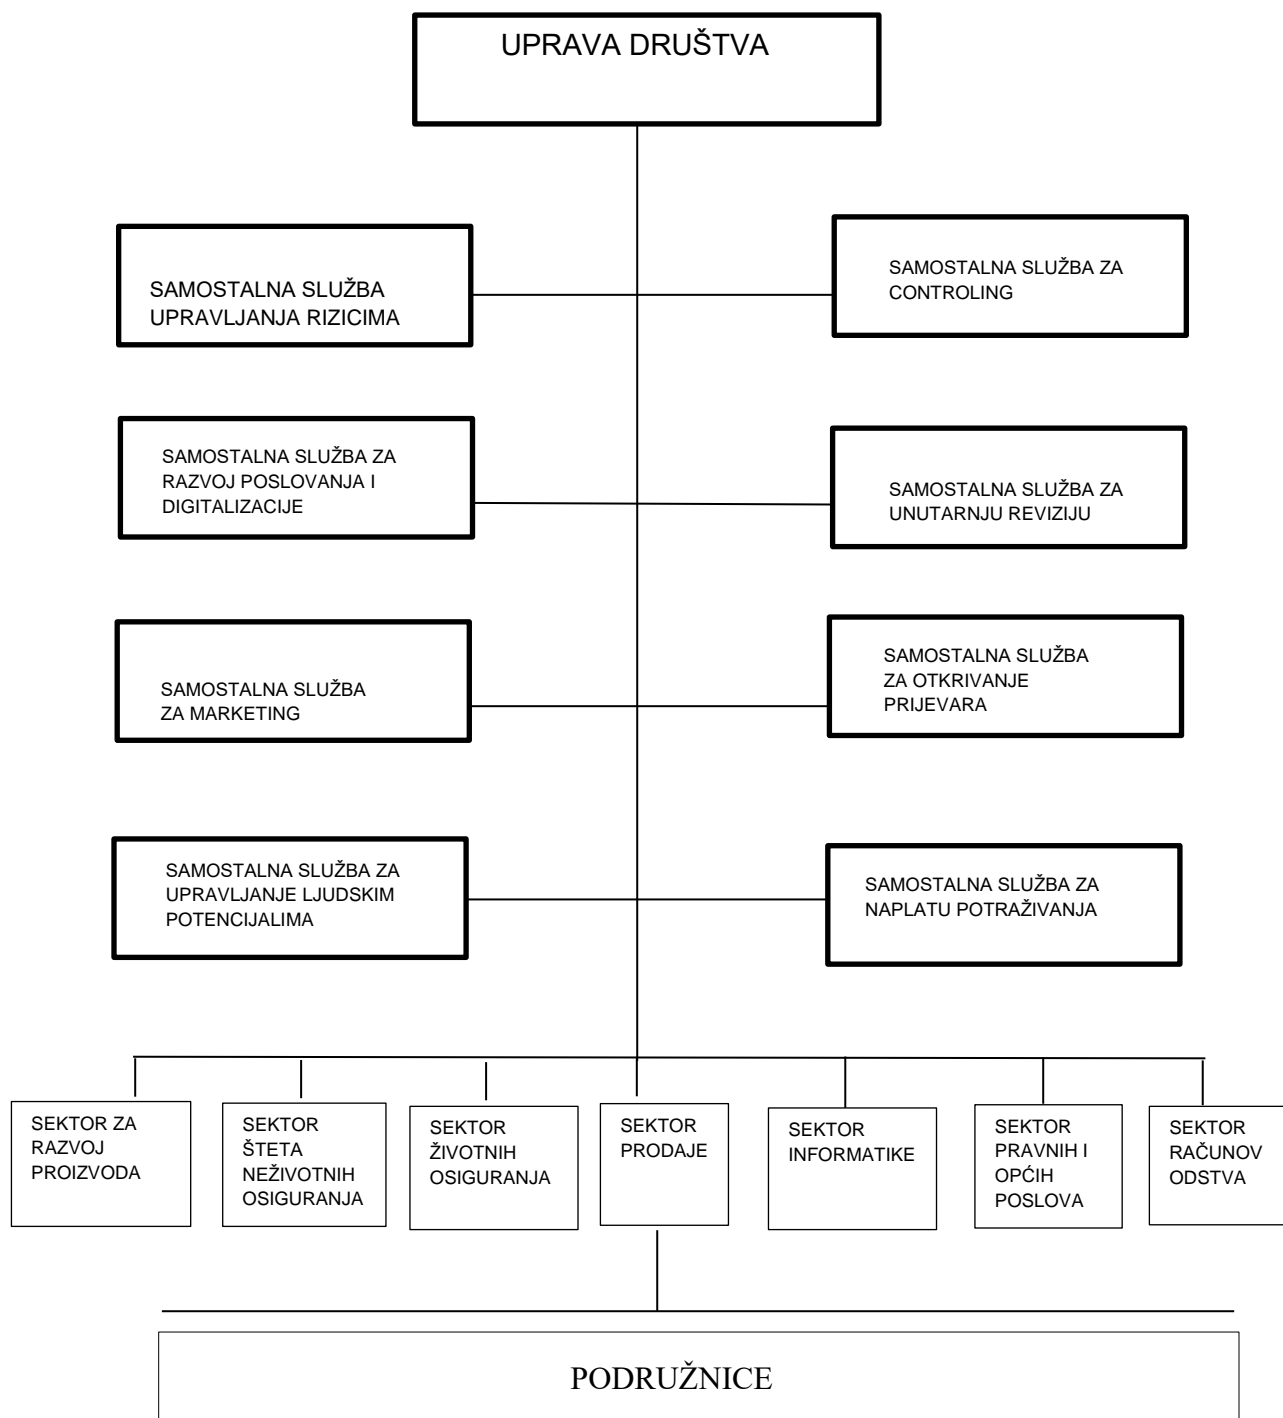 UPRAVA DRUŠTVA
SAMOSTALNA SLUŽBA
UPRAVLJANJA RIZICIMA
SAMOSTALNA SLUŽBA ZA
CONTROLING
SAMOSTALNA SLUŽBA ZA
RAZVOJ POSLOVANJA I
DIGITALIZACIJE
SAMOSTALNA SLUŽBA ZA
UNUTARNJU REVIZIJU
SAMOSTALNA SLUŽBA
ZA MARKETING
SAMOSTALNA SLUŽBA
ZA OTKRIVANJE
PRIJEVARA
SAMOSTALNA SLUŽBA ZA
UPRAVLJANJE LJUDSKIM
POTENCIJALIMA
SAMOSTALNA SLUŽBA ZA
NAPLATU POTRAŽIVANJA
SEKTOR ZA
RAZVOJ
PROIZVODA
SEKTOR
ŠTETA
NEŽIVOTNIH
OSIGURANJA
SEKTOR
ŽIVOTNIH
OSIGURANJA
SEKTOR
PRODAJE
SEKTOR
INFORMATIKE
SEKTOR
PRAVNIH I
OPĆIH
POSLOVA
SEKTOR
RAČUNOV
ODSTVA
PODRUŽNICE